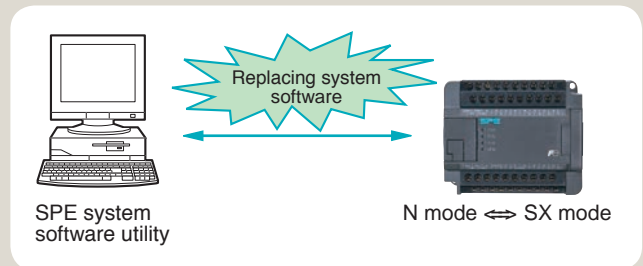 Replacing system
software
SPE system
software utility
N mode ⇔ SX mode